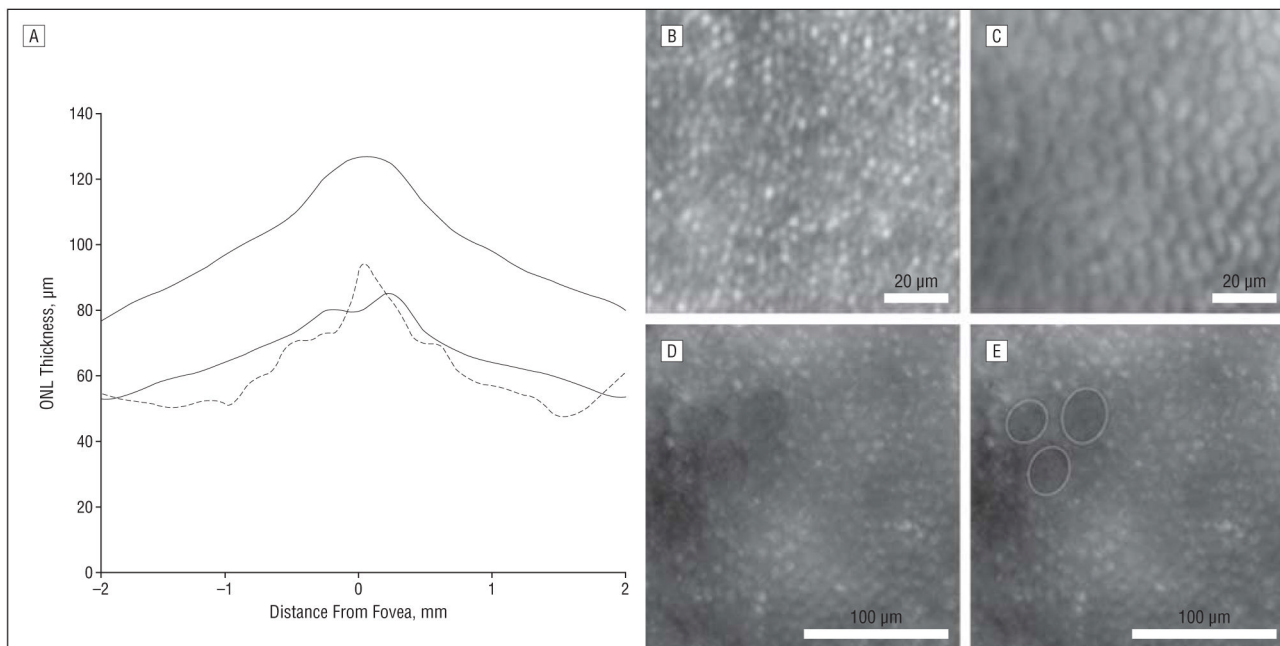 A
140
120
100
80
60
40
20
0
–2
–1
0
1
2
ONL Thickness, µm
Distance From Fovea, mm
B
20 µm
C
20 µm
D
100 µm
E
100 µm